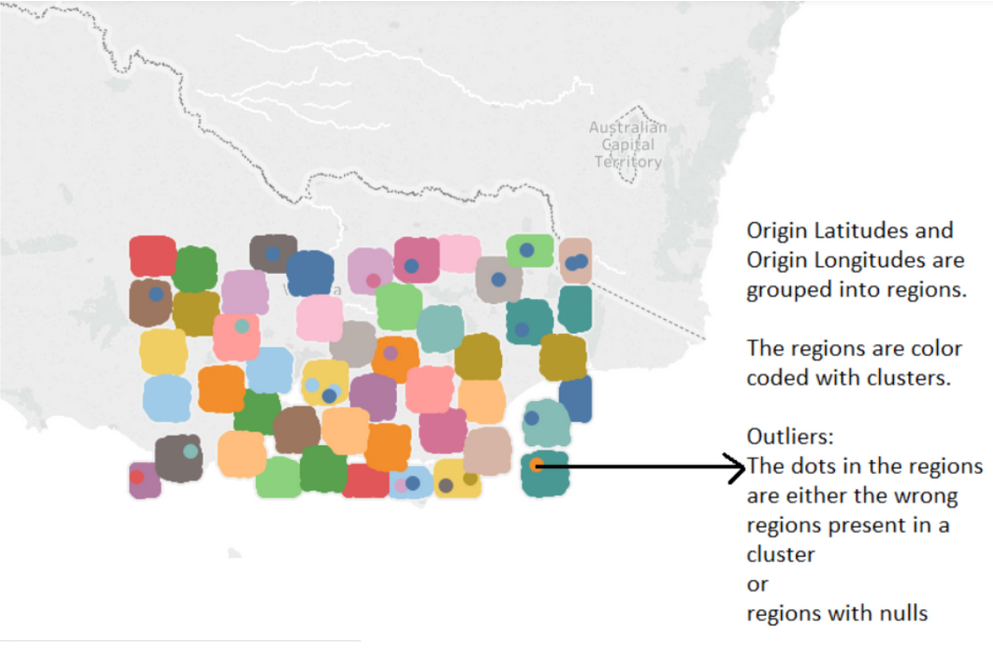 Australian
Capital
Territory
Origin Latitudes and
Origin Longitudes are
grouped into regions.
The regions are color
coded with clusters.
Outliers:
The dots in the regions
are either the wrong
regions present in a
cluster
or
regions with nulls